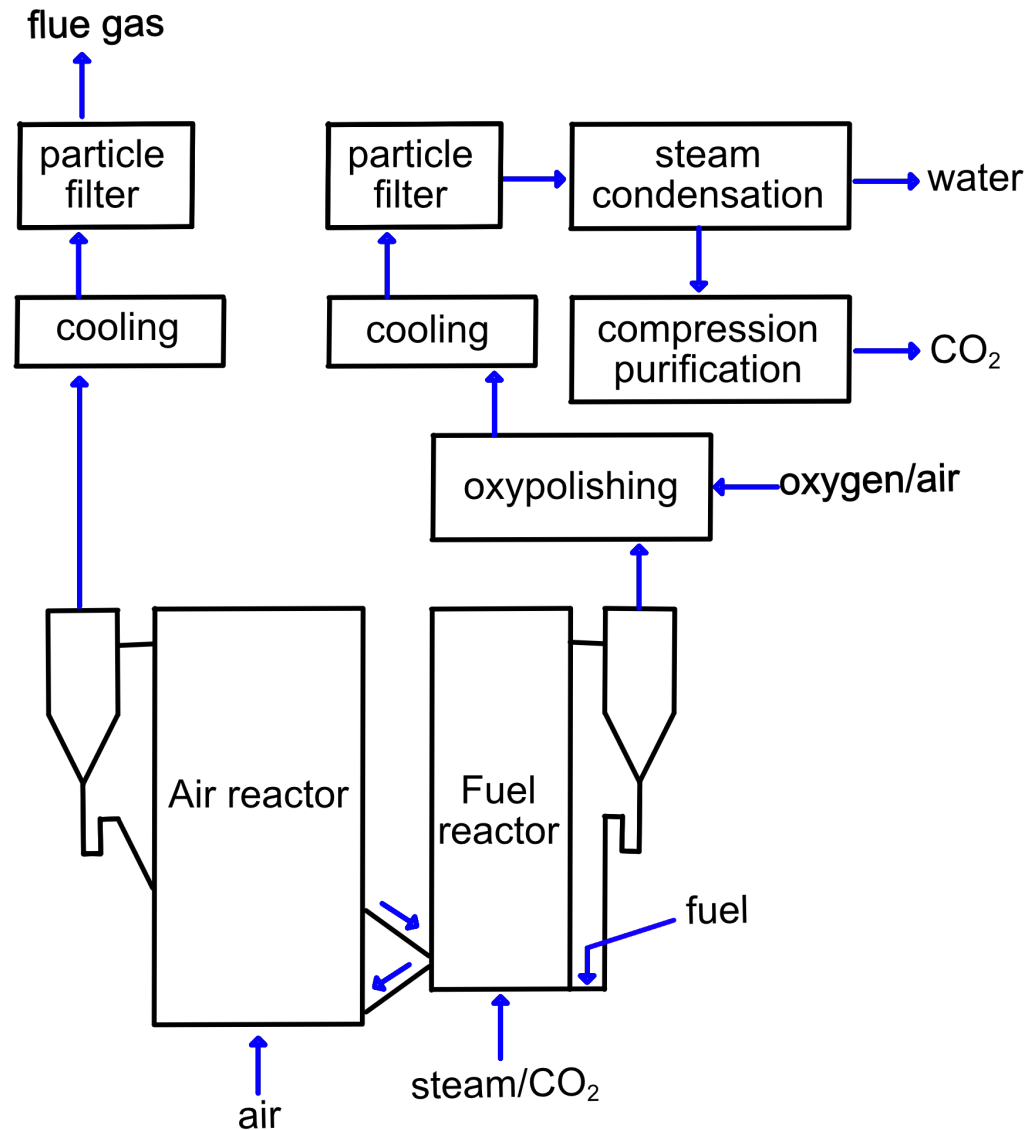 flue gas
particle
filter
particle
filter
steam
condensation
water
cooling
cooling
compression
purification
CO₂
oxypolishing
oxygen/air
Air reactor
Fuel
reactor
fuel
steam/CO₂
air